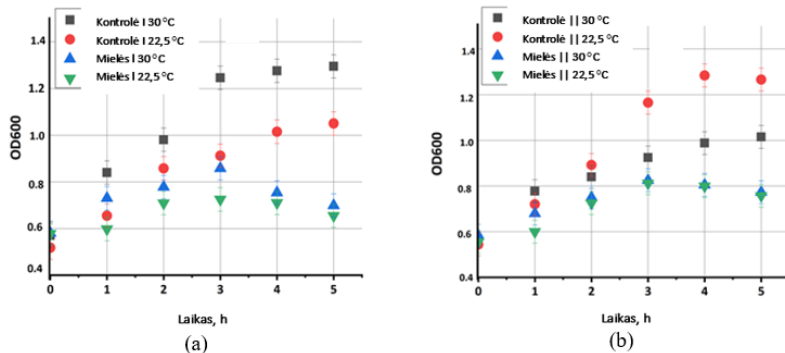 Kontrolė I 30 °C
Kontrolė I 22,5 °C
Mielės I 30 °C
Mielės I 22,5 °C
1.4
1.2
1.0
0.8
0.6
0.4
OD600
0 1 2 3 4 5
Laikas, h
(a)
Kontrolė || 30 °C
Kontrolė || 22,5 °C
Mielės || 30 °C
Mielės || 22,5 °C
1.4
1.2
1.0
0.8
0.6
0.4
OD600
0 1 2 3 4 5
Laikas, h
(b)